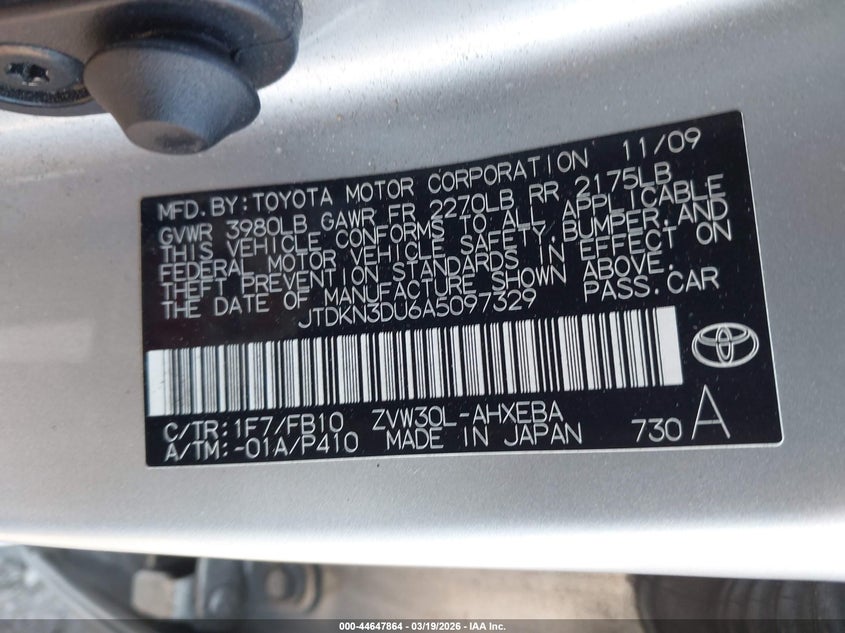 MFD.BY:TOYOTA MOTOR CORPORATION 11/09
GVWR 3980LB GAWR FR 2270LB RR 2175LB
THIS VEHICLE CONFORMS TO ALL APPLICABLE
FEDERAL MOTOR VEHICLE SAFETY,BUMPER,AND
THEFT PREVENTION STANDARDS IN EFFECT ON
THE DATE OF MANUFACTURE SHOWN ABOVE.
JTDKN3DU6A5097329 PASS.CAR
C/TR:1F7/FB10 ZVW30L-AHXEBA
A/TM:-01A/P410 MADE IN JAPAN 730 A
000-44647864 | 03/19/2026 | IAA Inc.